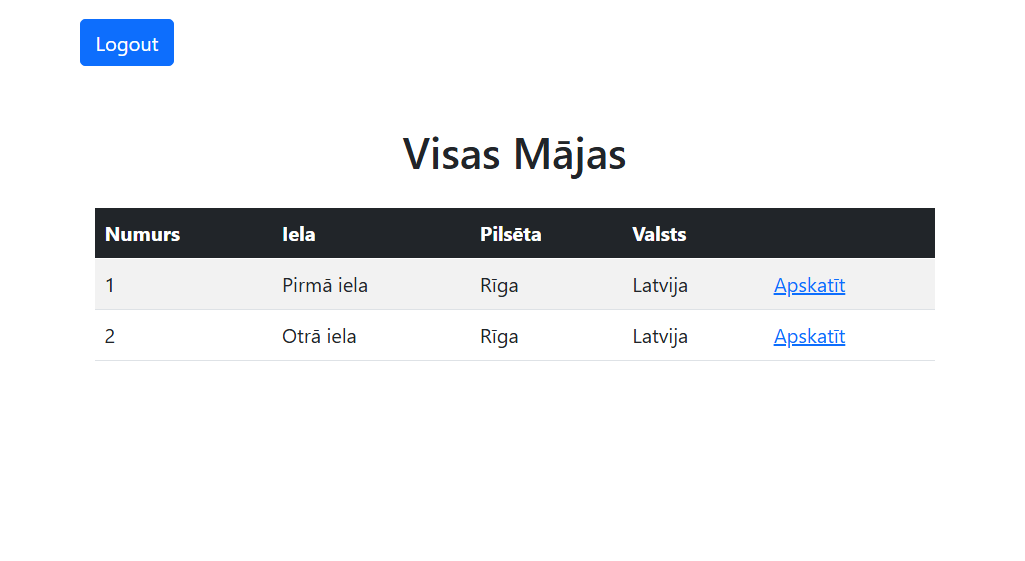 Logout
Visas Mājas
Numurs Iela Pilsēta Valsts
1 Pirmā iela Rīga Latvija Apskatīt
2 Otrā iela Rīga Latvija Apskatīt